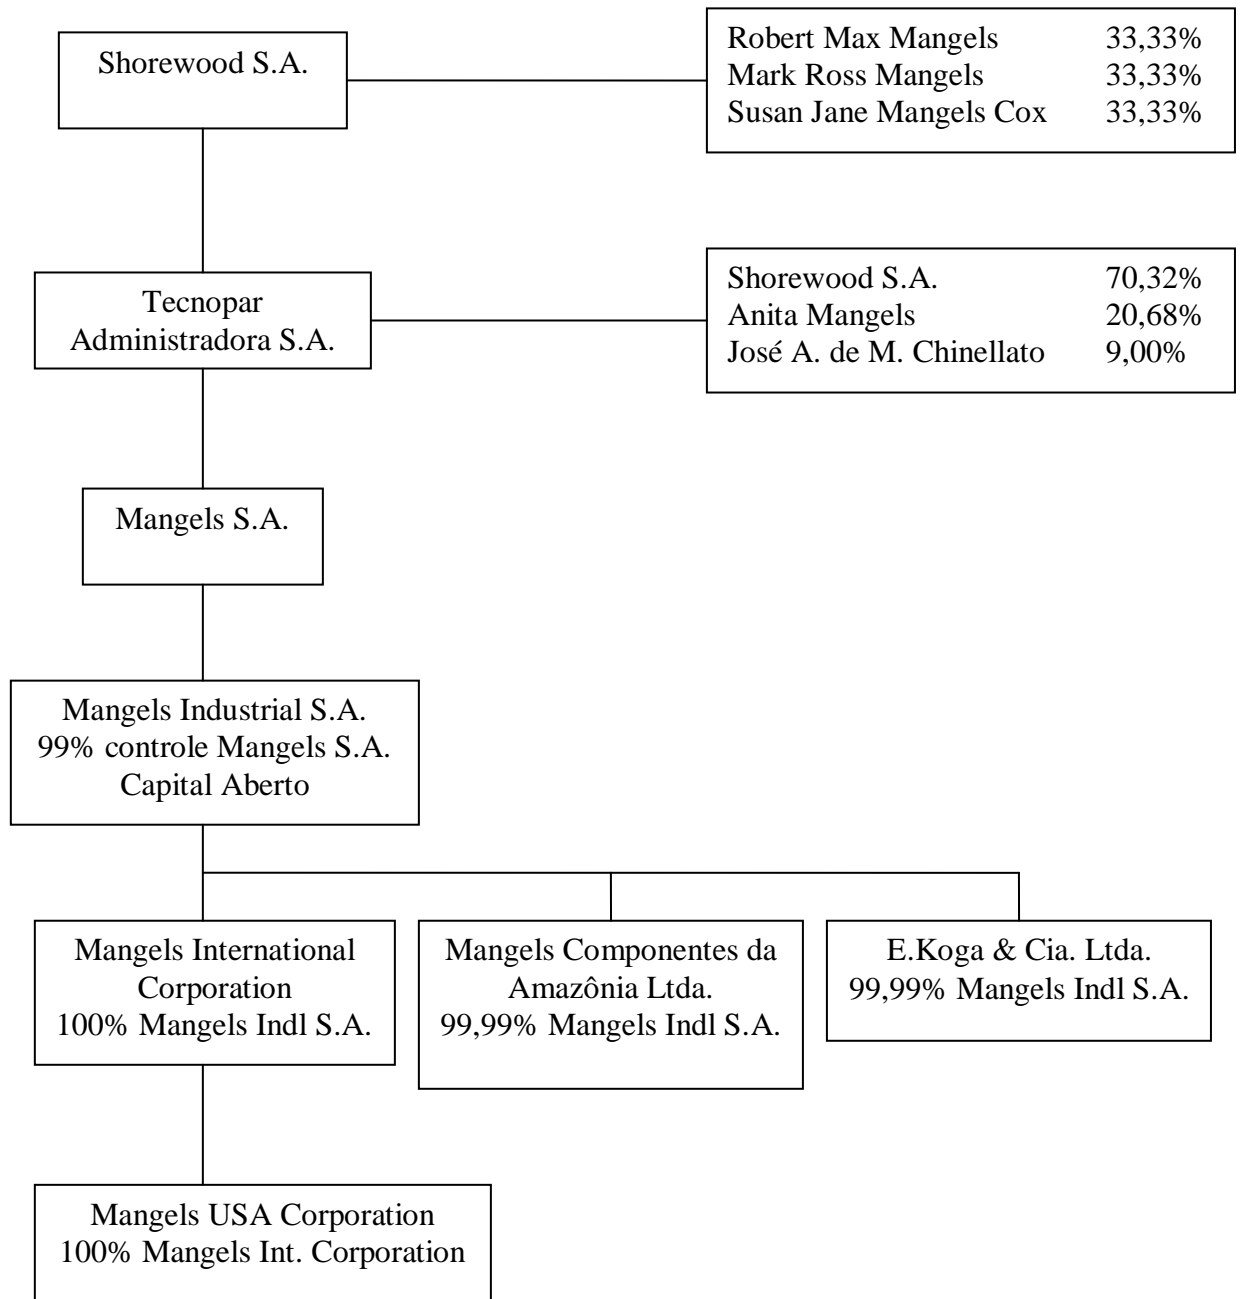 Shorewood S.A.
Robert Max Mangels 33,33%
Mark Ross Mangels 33,33%
Susan Jane Mangels Cox 33,33%
Tecnopar
Administradora S.A.
Shorewood S.A. 70,32%
Anita Mangels 20,68%
José A. de M. Chinellato 9,00%
Mangels S.A.
Mangels Industrial S.A.
99% controle Mangels S.A.
Capital Aberto
Mangels International
Corporation
100% Mangels Indl S.A.
Mangels Componentes da
Amazônia Ltda.
99,99% Mangels Indl S.A.
E.Koga & Cia. Ltda.
99,99% Mangels Indl S.A.
Mangels USA Corporation
100% Mangels Int. Corporation